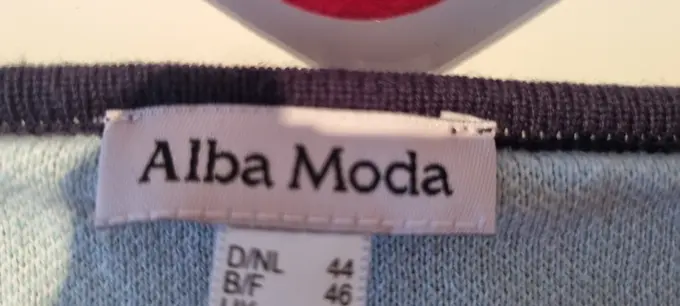 Alba Moda
D/NL 44
B/F 46